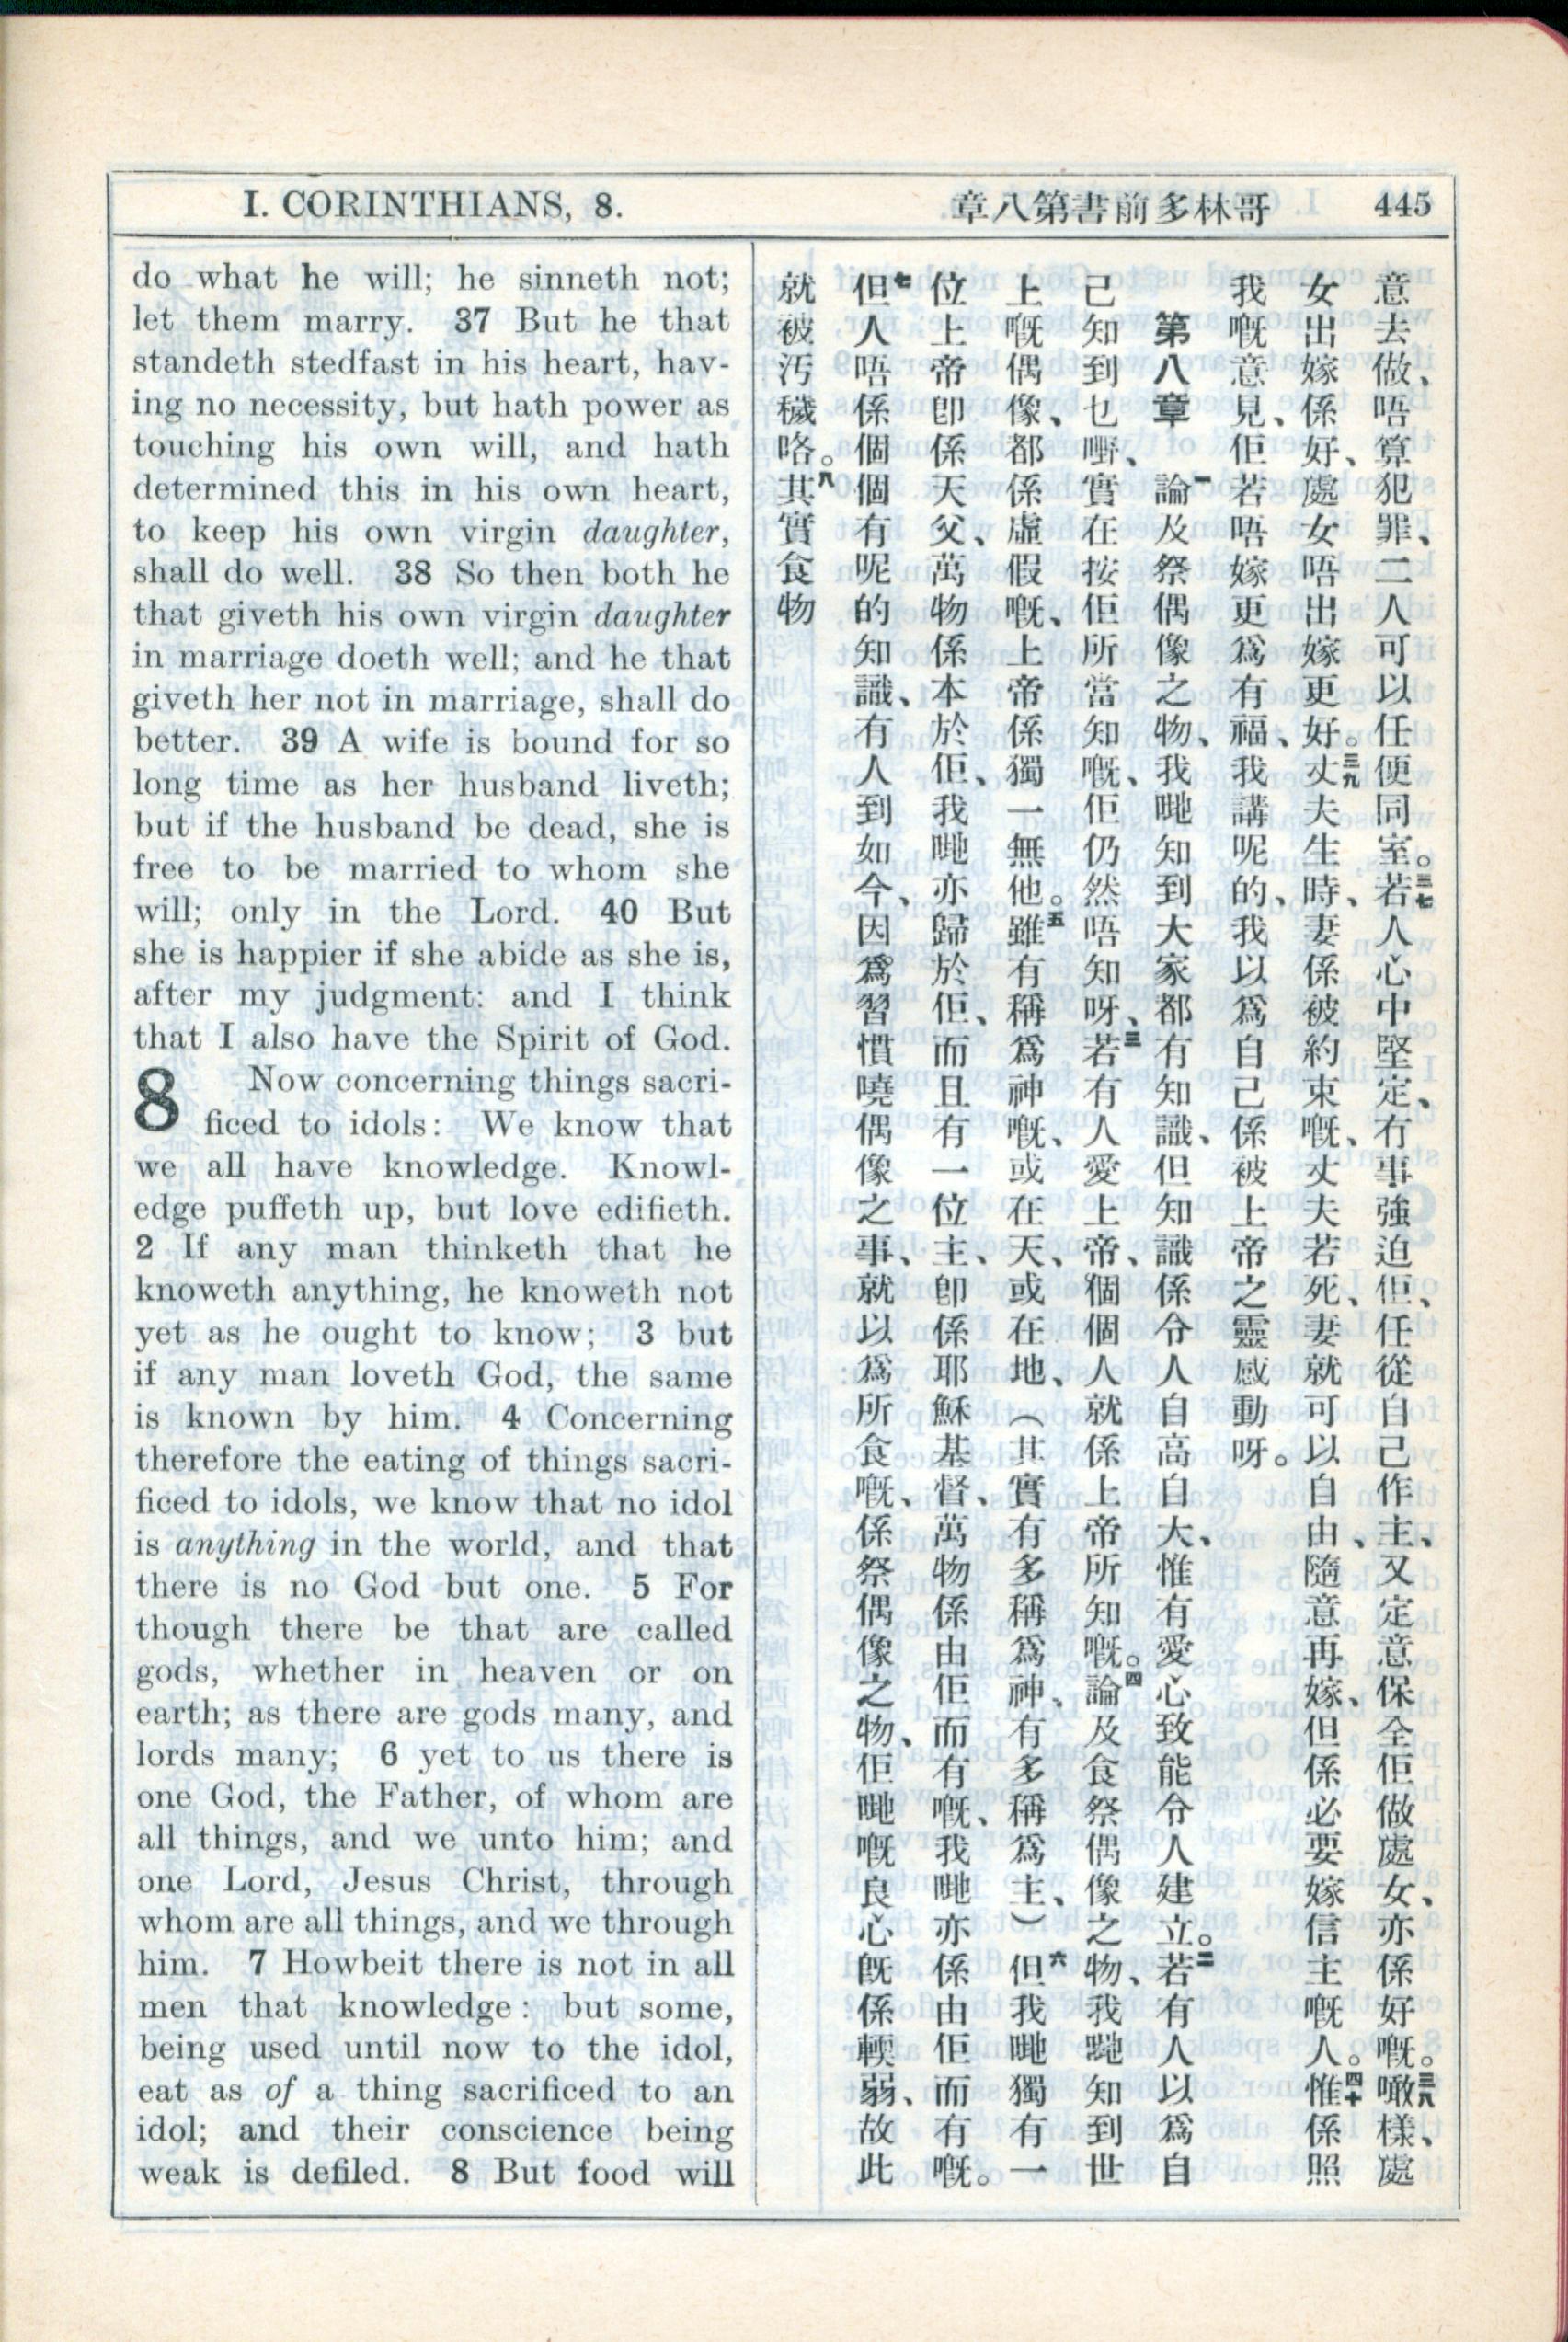 I. CORINTHIANS, 8.
章八第書前多林哥 445
do what he will; he sinneth not;
let them marry. 37 But he that
standeth stedfast in his heart, hav-
ing no necessity, but hath power as
touching his own will, and hath
determined this in his own heart,
to keep his own virgin daughter,
shall do well. 38 So then both he
that giveth his own virgin daughter
in marriage doeth well; and he that
giveth her not in marriage, shall do
better. 39 A wife is bound for so
long time as her husband liveth;
but if the husband be dead, she is
free to be married to whom she
will; only in the Lord. 40 But
she is happier if she abide as she is,
after my judgment: and I think
that I also have the Spirit of God.
8 Now concerning things sacri-
ficed to idols: We know that
we all have knowledge. Knowl-
edge puffeth up, but love edifieth.
2 If any man thinketh that he
knoweth anything, he knoweth not
yet as he ought to know; 3 but
if any man loveth God, the same
is known by him. 4 Concerning
therefore the eating of things sacri-
ficed to idols, we know that no idol
is anything in the world, and that
there is no God but one. 5 For
though there be that are called
gods, whether in heaven or on
earth; as there are gods many, and
lords many; 6 yet to us there is
one God, the Father, of whom are
all things, and we unto him; and
one Lord, Jesus Christ, through
whom are all things, and we through
him. 7 Howbeit there is not in all
men that knowledge: but some,
being used until now to the idol,
eat as of a thing sacrificed to an
idol; and their conscience being
weak is defiled. 8 But food will
意去做、唔算犯罪、二人可以任便同室。三七若人心中堅定、冇事強迫佢、任從自己作主、又定意保全佢做處女、亦係好嘅。三八噉樣、處
女出嫁係好、處女唔出嫁更好。三九丈夫生時、妻係被約束嘅、丈夫若死、妻就可以自由、隨意再嫁、但係必要嫁信主嘅人。四十惟係照
我嘅意見、佢若唔嫁更爲有福、我講呢的、我以爲自己係被上帝之靈感動呀。
第八章 一論及祭偶像之物、我哋知到大家都有知識、但知識係令人自高自大、惟有愛心致能令人建立。二若有人以爲自
己知到乜嘢、實在按佢所當知嘅、佢仍然唔知呀、三若有人愛上帝、個個人就係上帝所知嘅。四論及食祭偶像之物、我哋知到世
上嘅偶像、都係虛假嘅、上帝係獨一無他。五雖有稱爲神嘅、或在天、或在地、（其實有多稱爲神、有多稱爲主、）六但我哋獨有一
位上帝卽係天父、萬物係本於佢、我哋亦歸於佢、而且有一位主、卽係耶穌基督、萬物係由佢而有嘅、我哋亦係由佢而有嘅。
七但人唔係個個有呢的知識、有人到如今、因爲習慣曉偶像之事、就以爲所食嘅、係祭偶像之物、佢哋嘅良心旣係輭弱、故此
就被汚穢咯。八其實食物